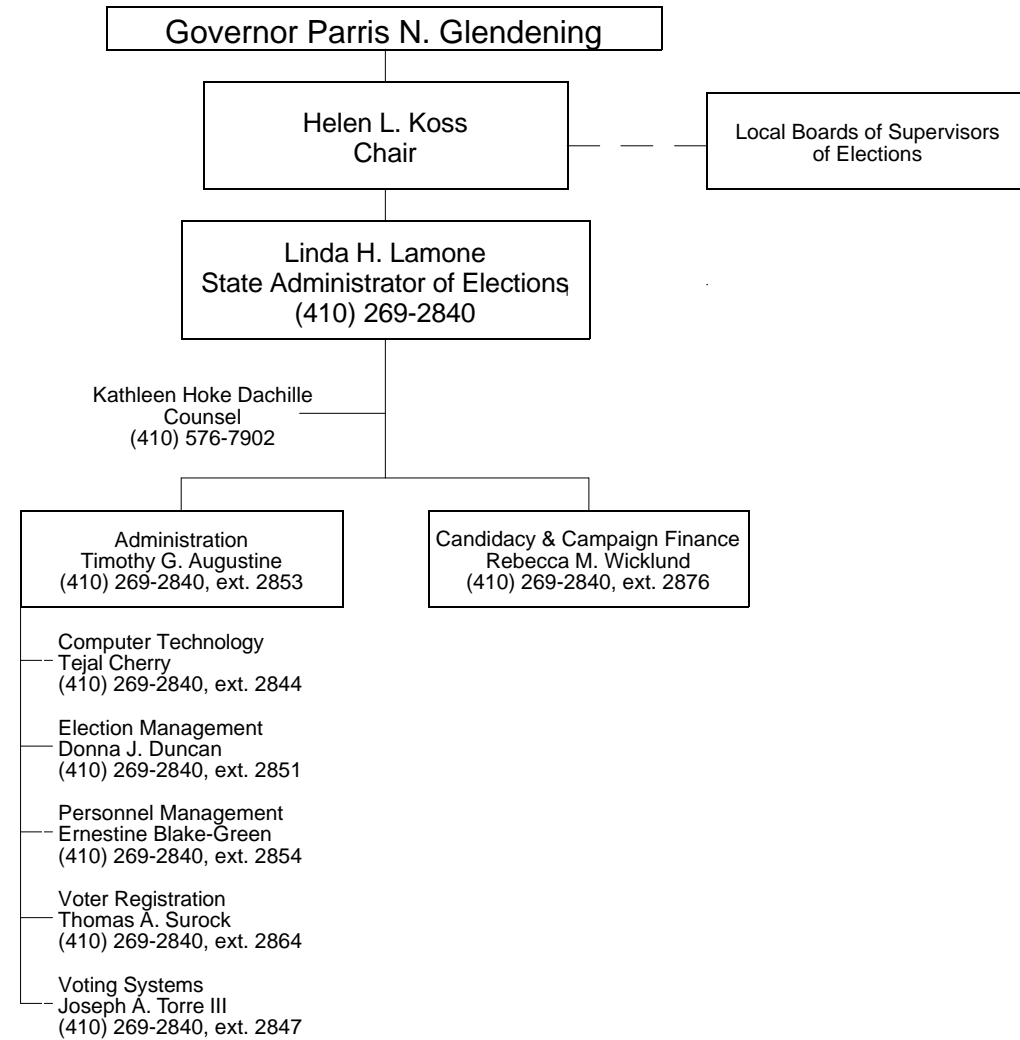 Governor Parris N. Glendening
Helen L. Koss
Chair
Local Boards of Supervisors
of Elections
Linda H. Lamone
State Administrator of Elections
(410) 269-2840
Kathleen Hoke Dachille
Counsel
(410) 576-7902
Administration
Timothy G. Augustine
(410) 269-2840, ext. 2853
Candidacy & Campaign Finance
Rebecca M. Wicklund
(410) 269-2840, ext. 2876
Computer Technology
Tejal Cherry
(410) 269-2840, ext. 2844
Election Management
Donna J. Duncan
(410) 269-2840, ext. 2851
Personnel Management
Ernestine Blake-Green
(410) 269-2840, ext. 2854
Voter Registration
Thomas A. Surock
(410) 269-2840, ext. 2864
Voting Systems
Joseph A. Torre III
(410) 269-2840, ext. 2847